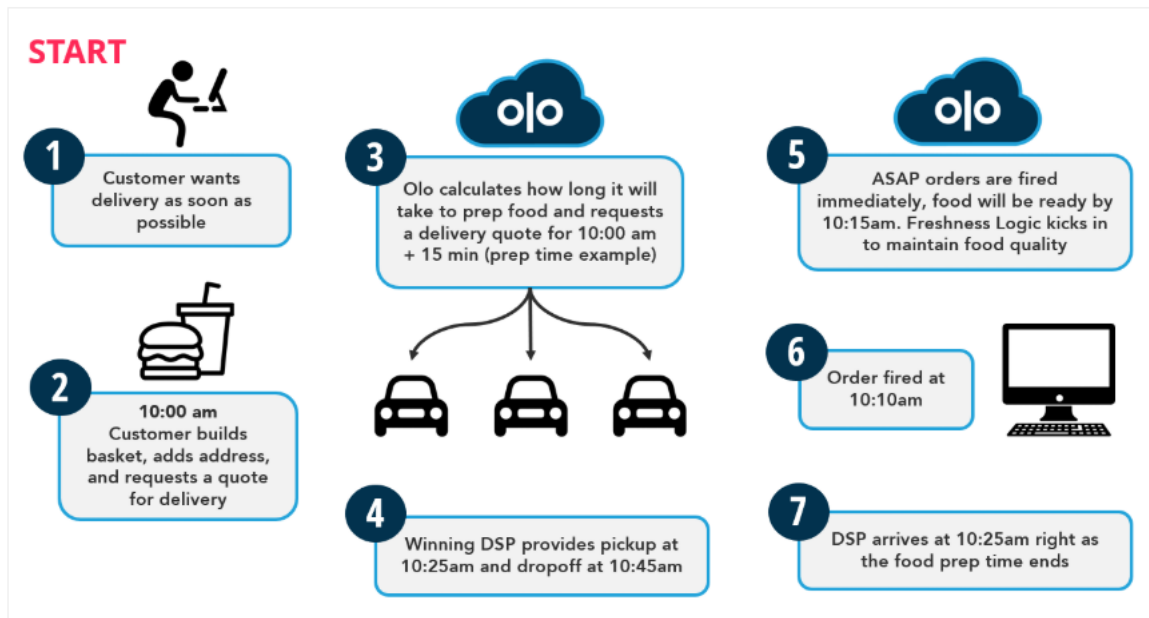 START
1
Customer wants
delivery as soon as
possible
2
10:00 am
Customer builds
basket, adds address,
and requests a quote
for delivery
olo
3
Olo calculates how long it will
take to prep food and requests
a delivery quote for 10:00 am
+ 15 min (prep time example)
4
Winning DSP provides pickup at
10:25am and dropoff at 10:45am
olo
5
ASAP orders are fired
immediately, food will be ready by
10:15am. Freshness Logic kicks in
to maintain food quality
6
Order fired at
10:10am
7
DSP arrives at 10:25am right as
the food prep time ends